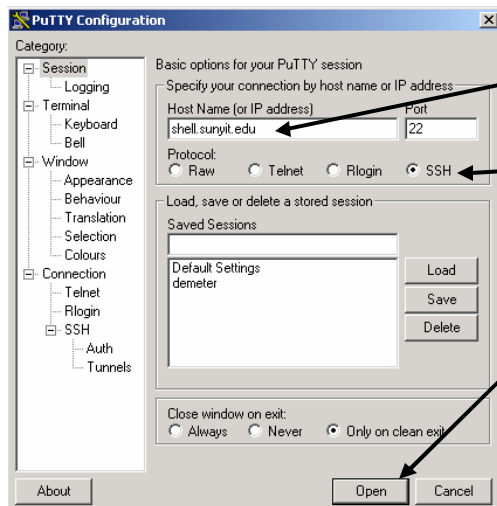 PuTTY Configuration
Category:
Session
Logging
Terminal
Keyboard
Bell
Window
Appearance
Behaviour
Translation
Selection
Colours
Connection
Telnet
Rlogin
SSH
Auth
Tunnels
Basic options for your PuTTY session
Specify your connection by host name or IP address
Host Name (or IP address) Port
shell.sunyit.edu 22
Protocol:
Raw Telnet Rlogin SSH
Load, save or delete a stored session
Saved Sessions
Default Settings
demeter
Load
Save
Delete
Close window on exit:
Always Never Only on clean exit
About Open Cancel